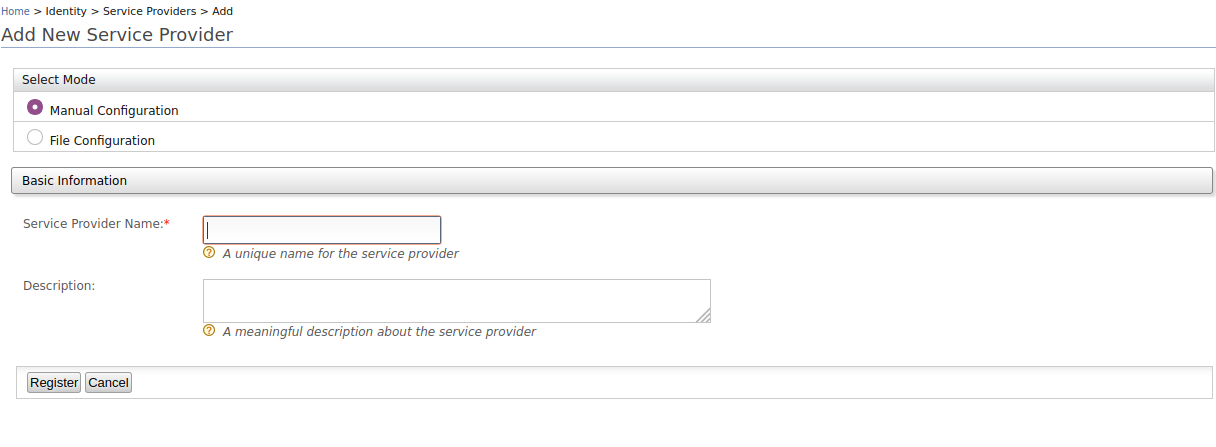 Home > Identity > Service Providers > Add
Add New Service Provider
Select Mode
Manual Configuration
File Configuration
Basic Information
Service Provider Name:*
? A unique name for the service provider
Description:
? A meaningful description about the service provider
Register Cancel